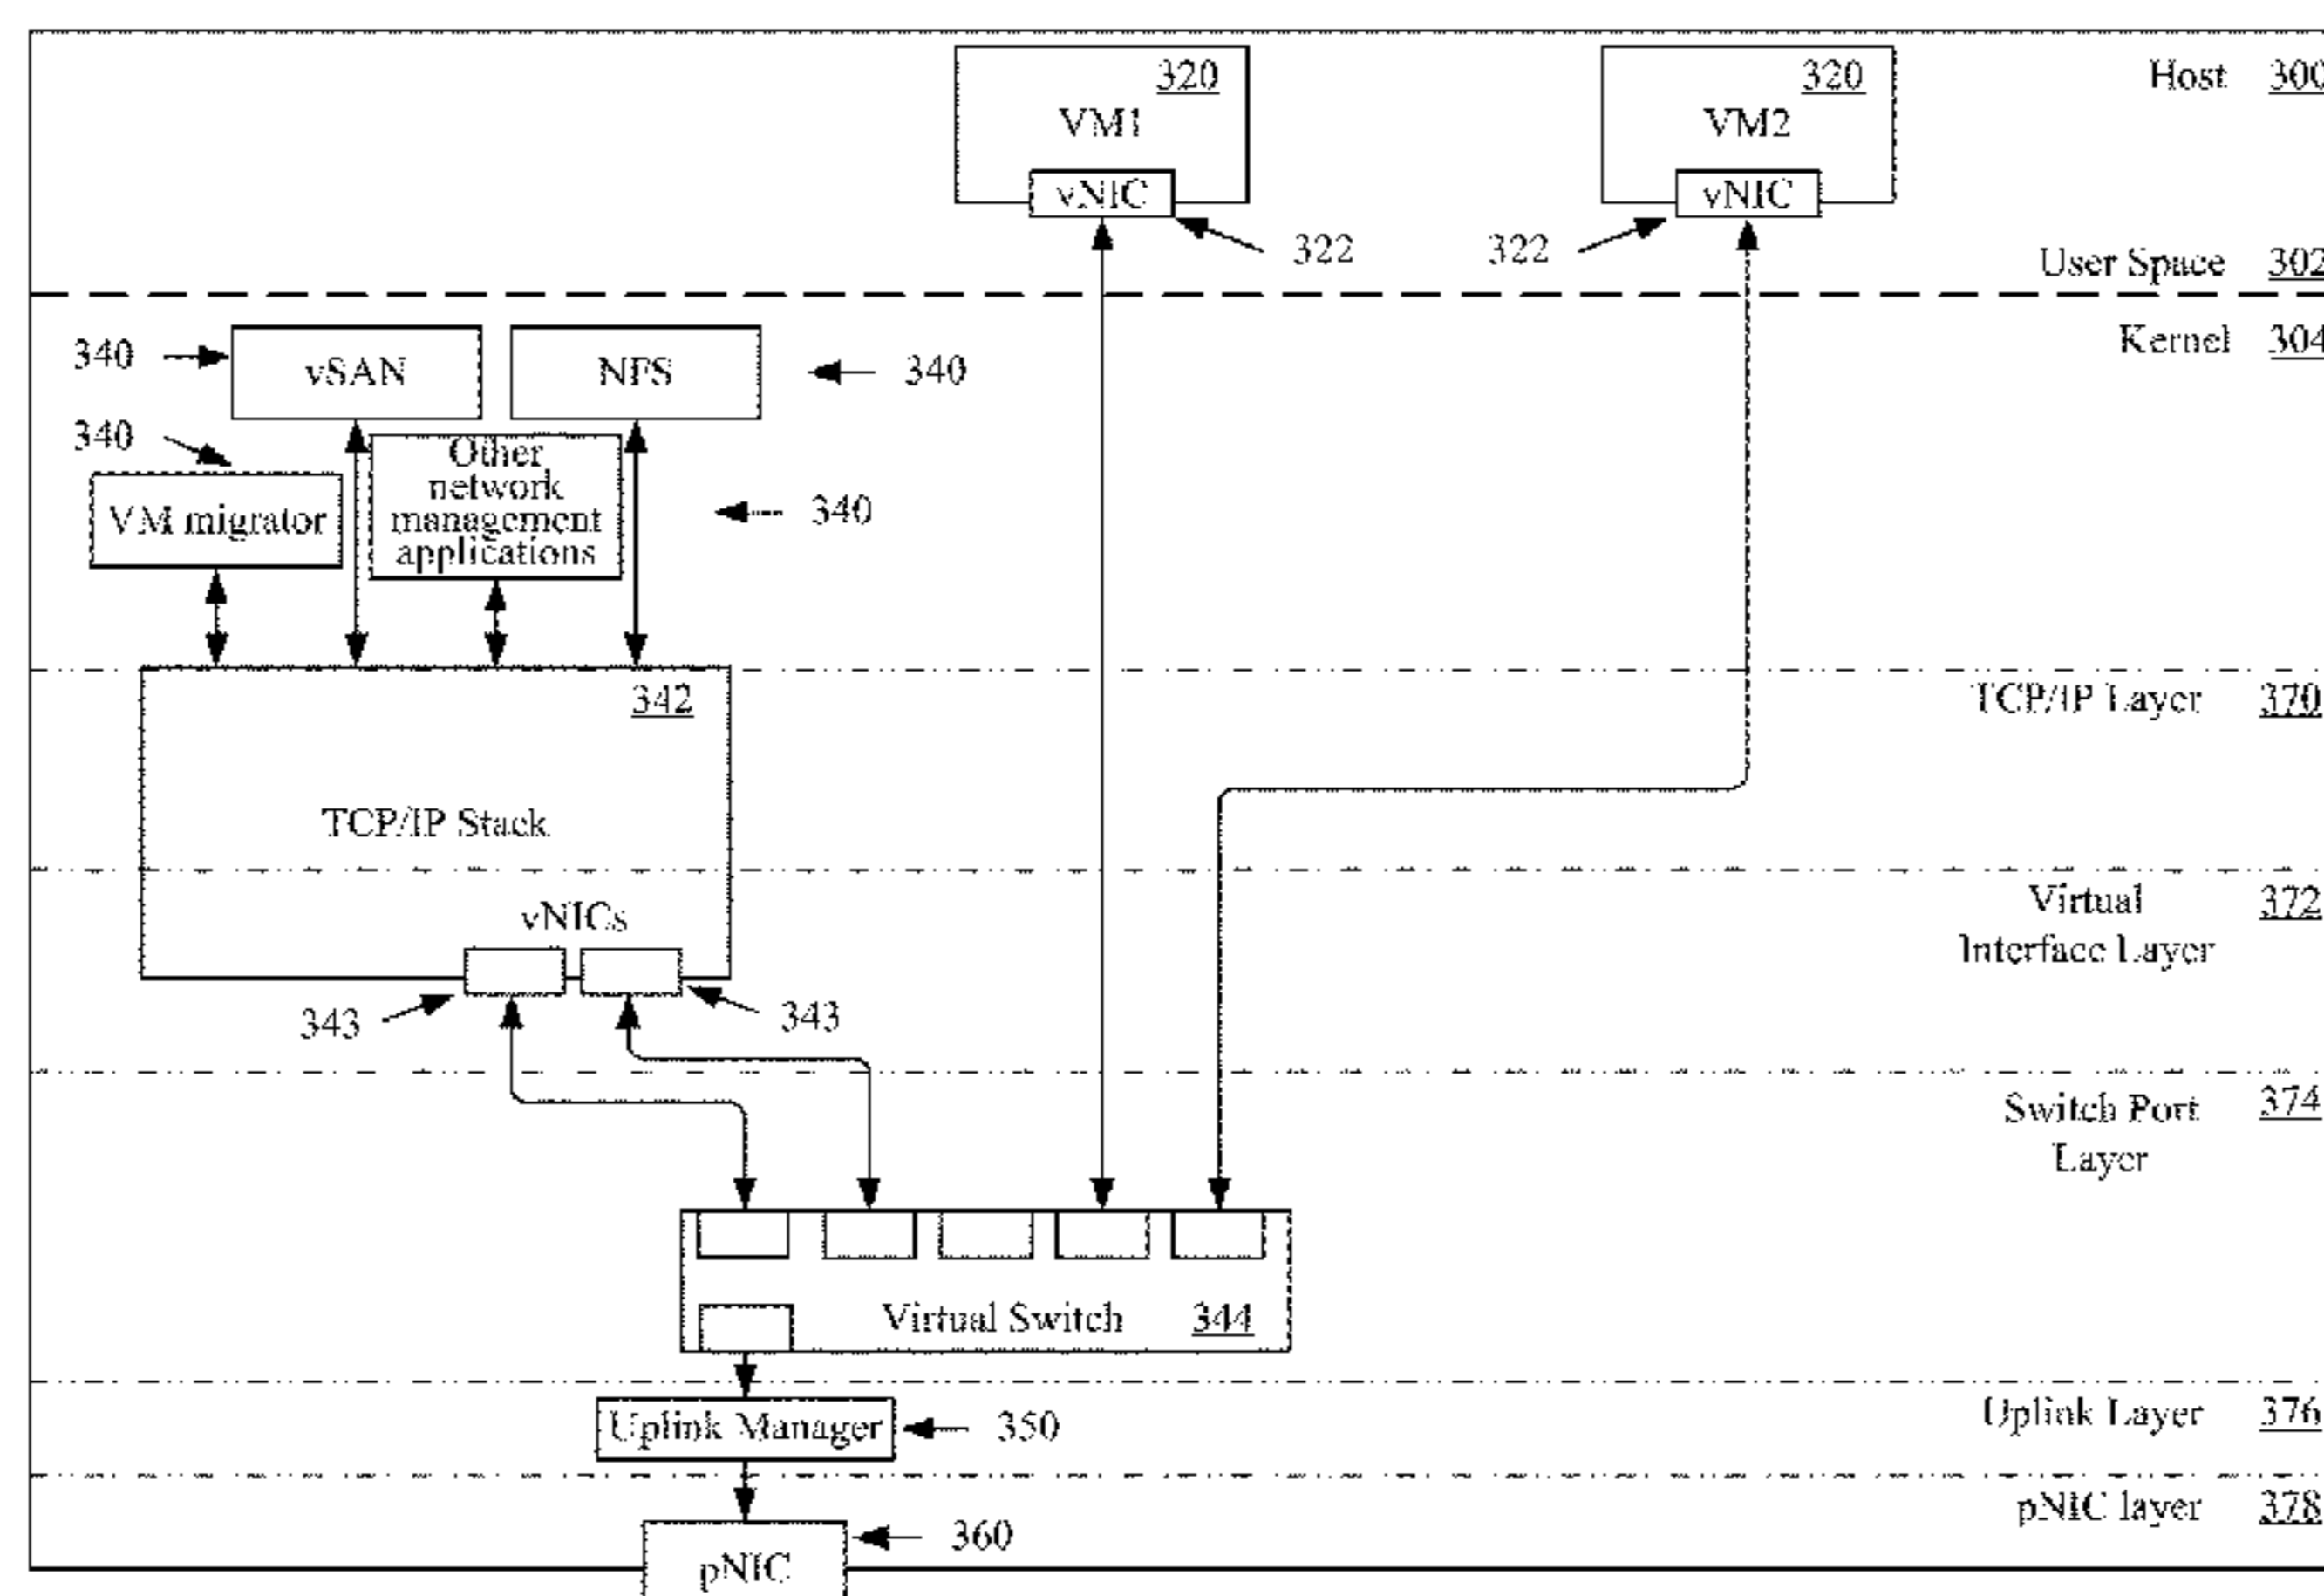 320
VM1
vNIC
322
320
VM2
vNIC
322
Host 300
User Space 302
Kernel 304
340
vSAN
NFS
340
340
VM migrator
Other
network
management
applications
340
342
TCP/IP Stack
TCP/IP Layer 370
vNICs
343
343
Virtual 372
Interface Layer
Switch Port 374
Layer
Virtual Switch 344
Uplink Manager
350
Uplink Layer 376
pNIC layer 378
360
pNIC